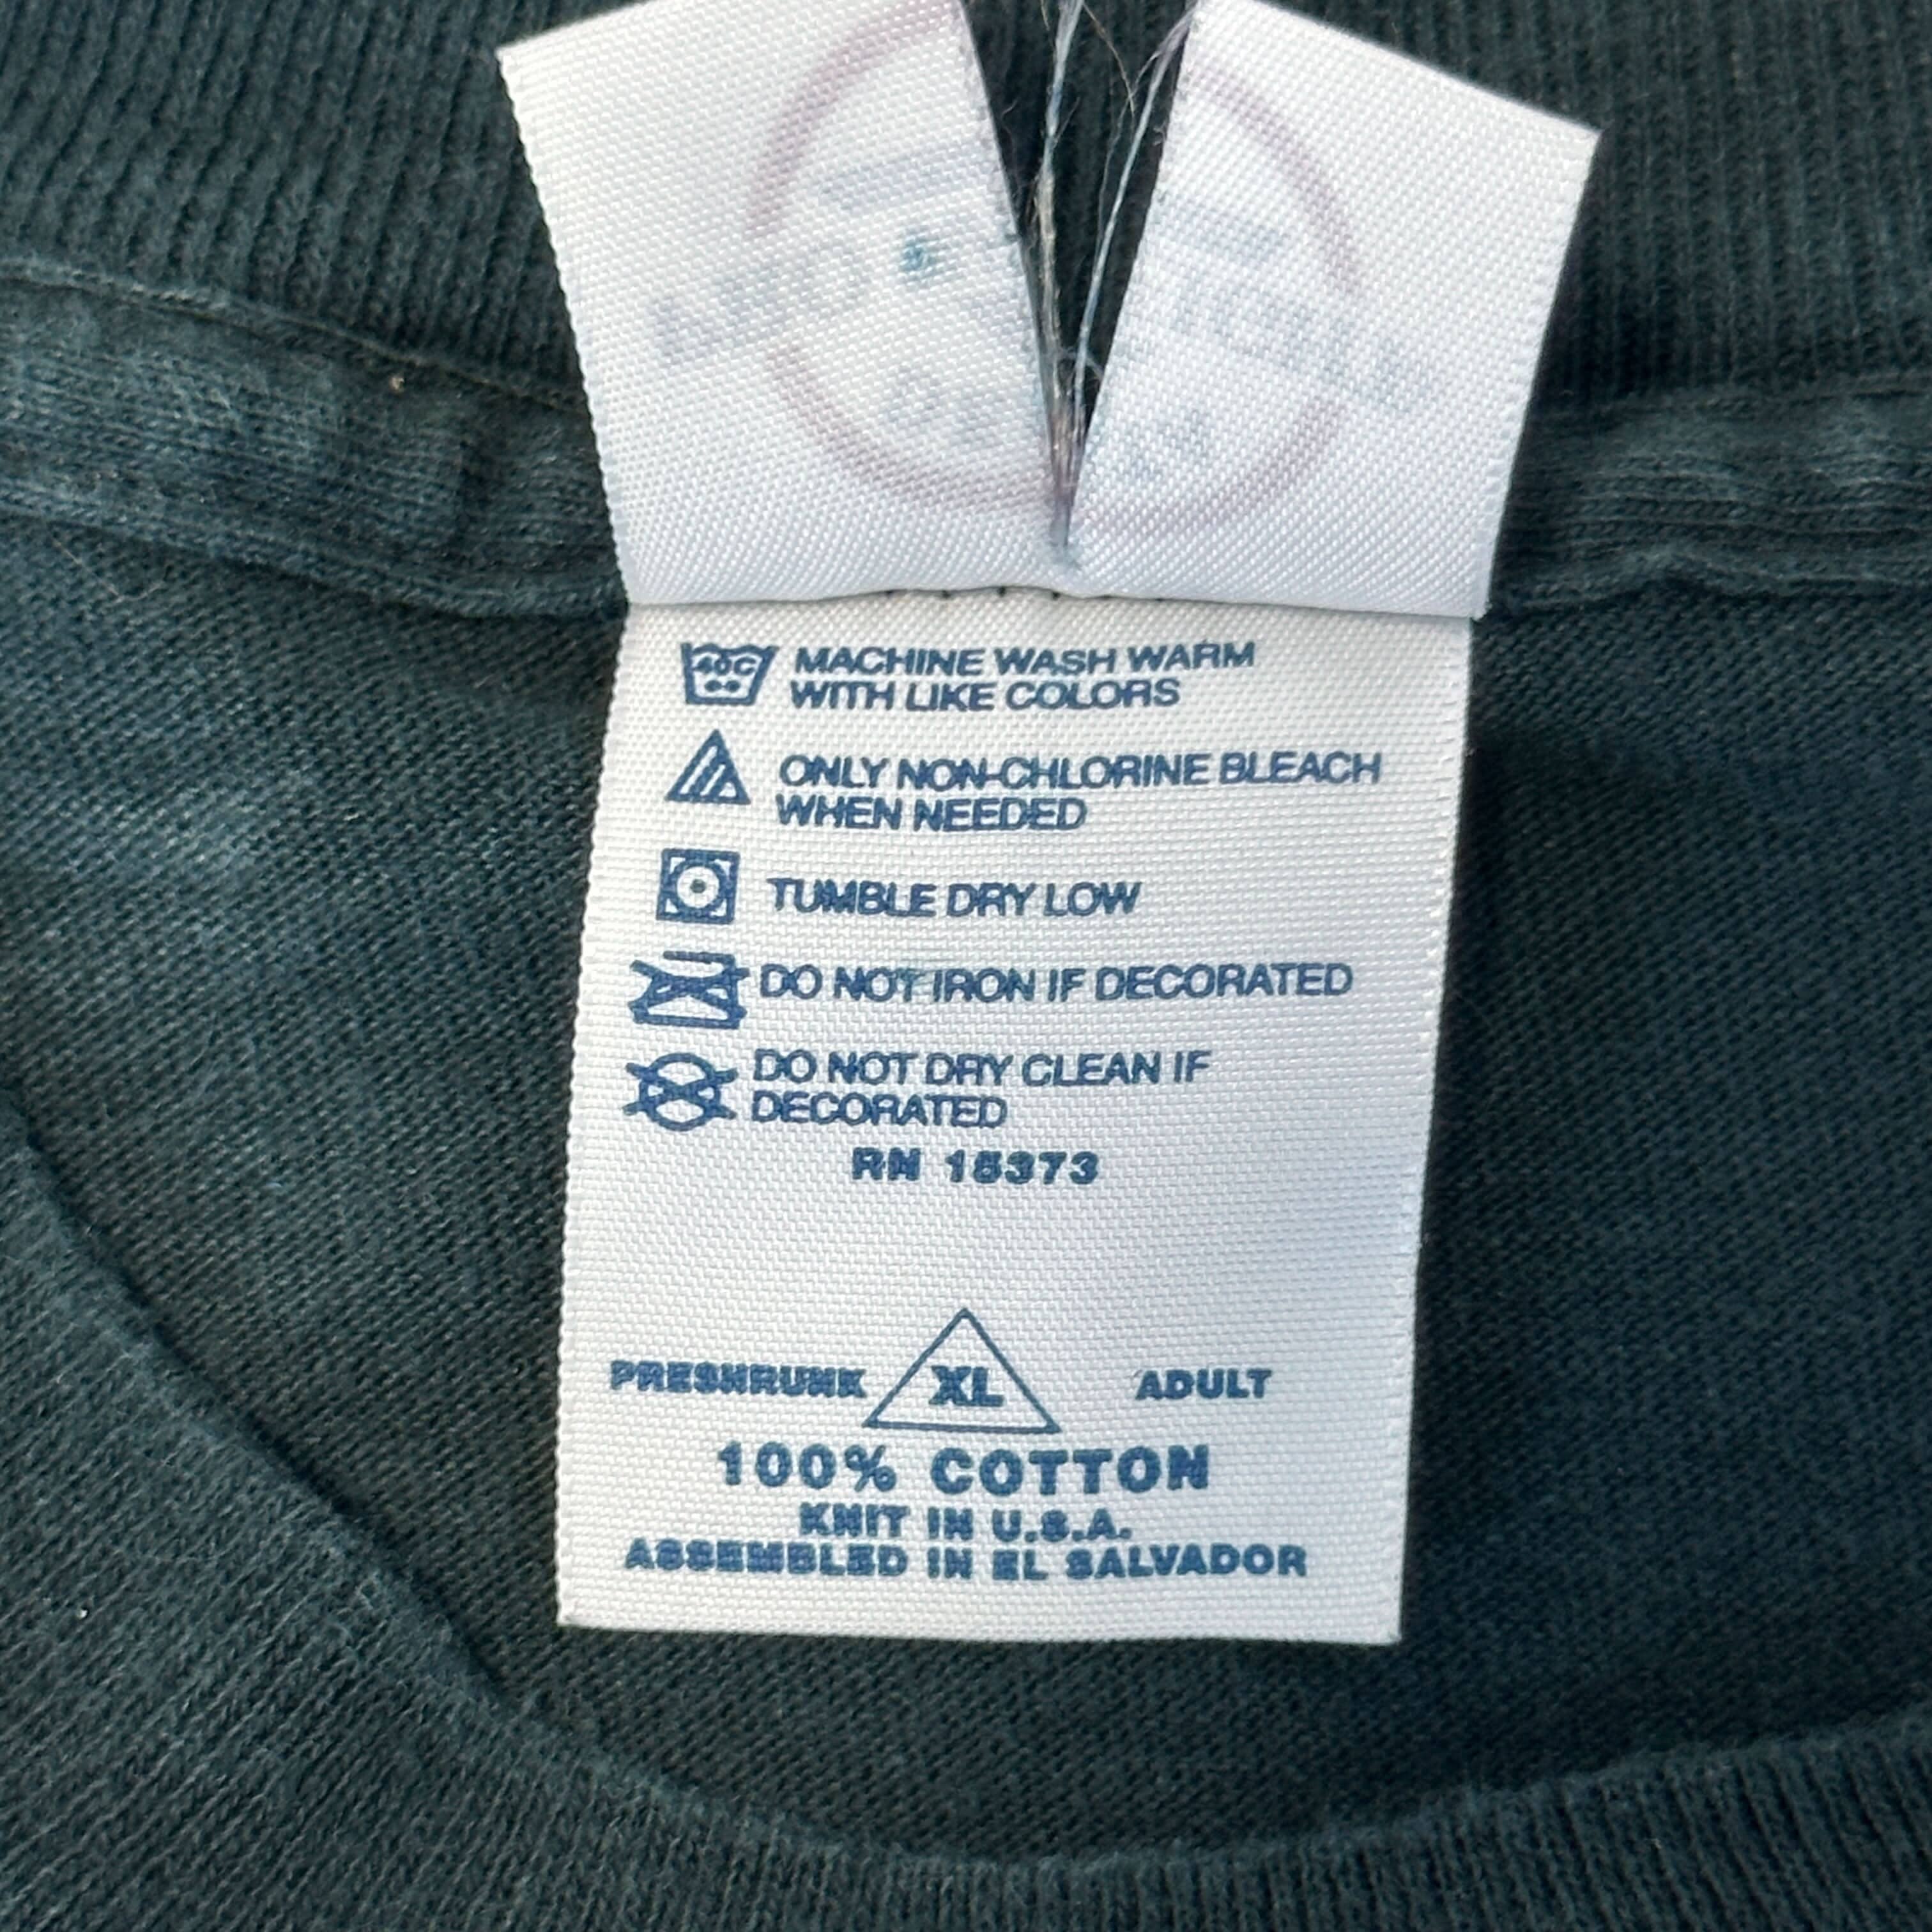 40C
MACHINE WASH WARM
WITH LIKE COLORS
ONLY NON-CHLORINE BLEACH
WHEN NEEDED
TUMBLE DRY LOW
DO NOT IRON IF DECORATED
DO NOT DRY CLEAN IF
DECORATED
RN 15373
PRESHRUNK XL ADULT
100% COTTON
KNIT IN U.S.A.
ASSEMBLED IN EL SALVADOR